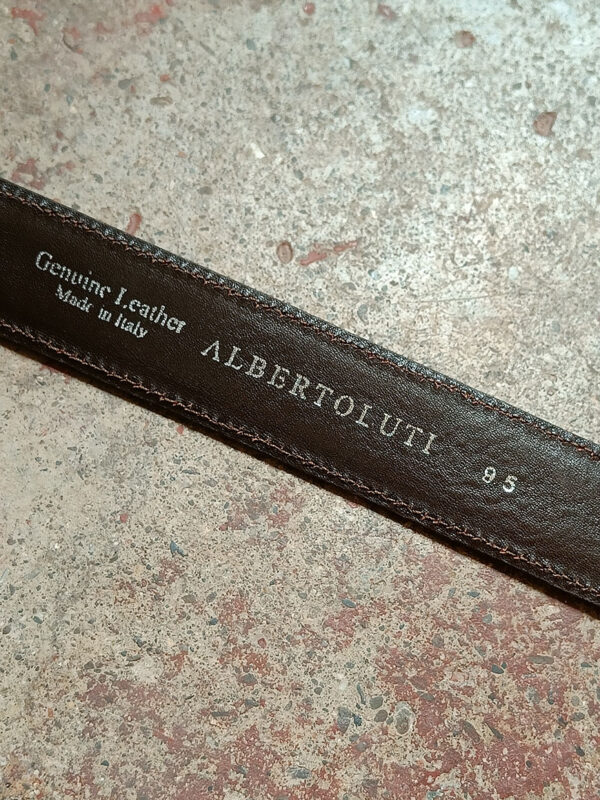 Genuine Leather
Made in Italy
ALBERTOLUTI
95